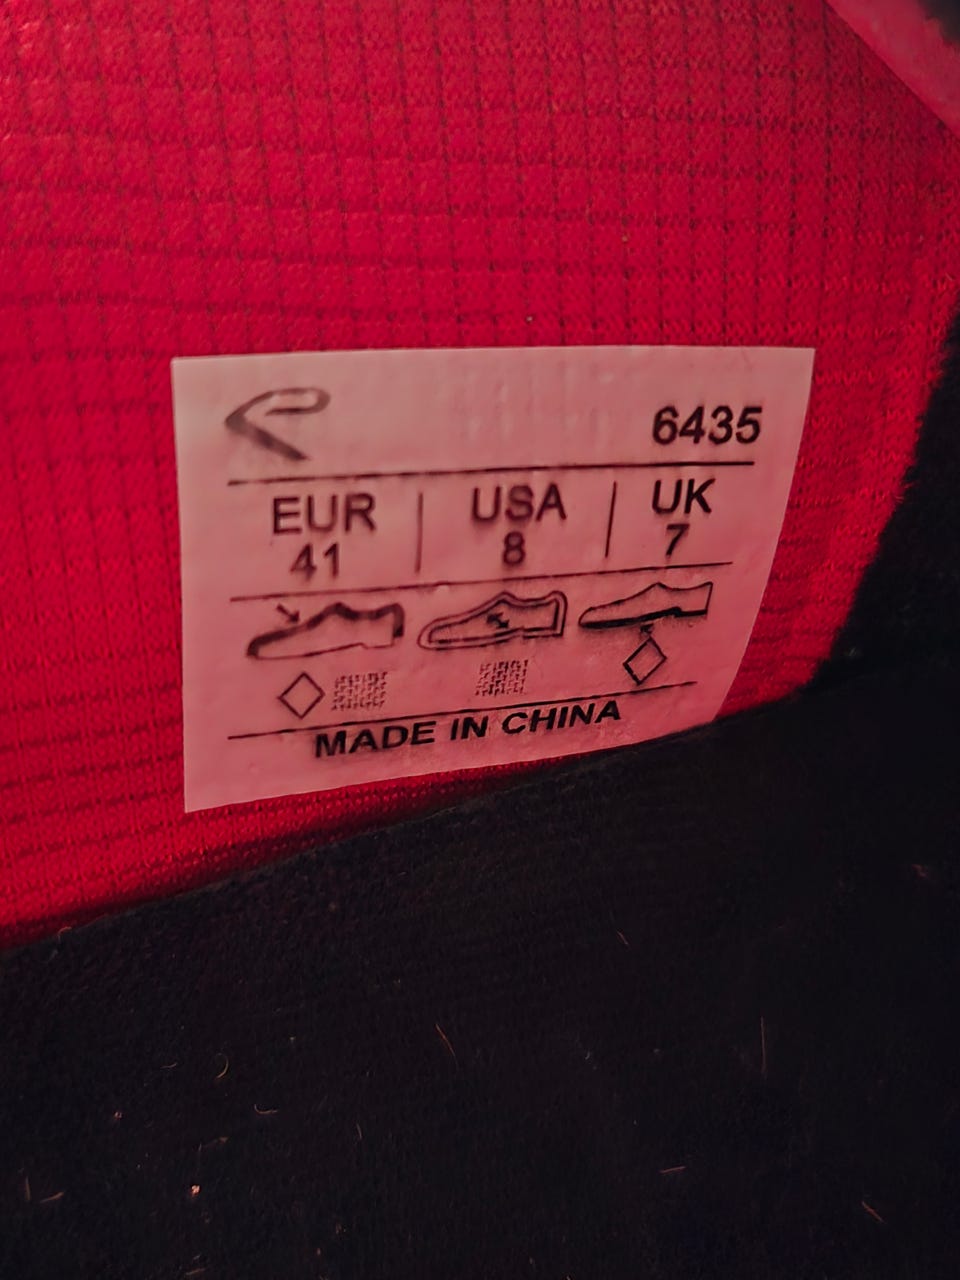 6435
EUR | USA | UK
41 | 8 | 7
MADE IN CHINA